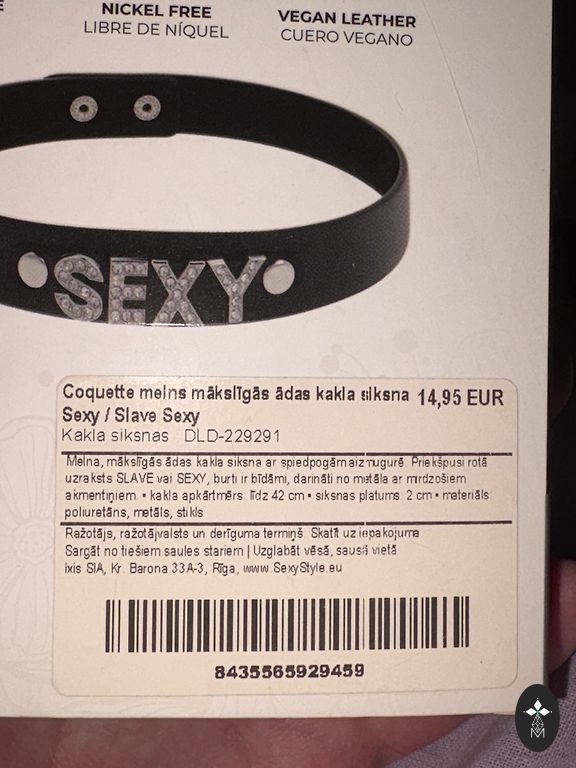 NICKEL FREE
LIBRE DE NÍQUEL
VEGAN LEATHER
CUERO VEGANO
SEXY
Coquette melns mākslīgās ādas kakla siksna 14,95 EUR
Sexy / Slave Sexy
Kakla siksnas DLD-229291
Melna, mākslīgās ādas kakla siksna ar spiedpogām aizmugurē. Priekšpusi rotā
uzraksts SLAVE vai SEXY, burti ir bīdāmi, darināti no metāla ar mirdzošiem
akmentiņiem. • kakla apkārtmērs: līdz 42 cm • siksnas platums: 2 cm • materiāls:
poliuretāns, metāls, stikls
Ražotājs, ražotājvalsts un derīguma termiņš: Skatīt uz iepakojuma
Sargāt no tiešiem saules stariem | Uzglabāt vēsā, sausā vietā
Ixis SIA, Kr. Barona 33A-3, Rīga, www.SexyStyle.eu
8435565929459